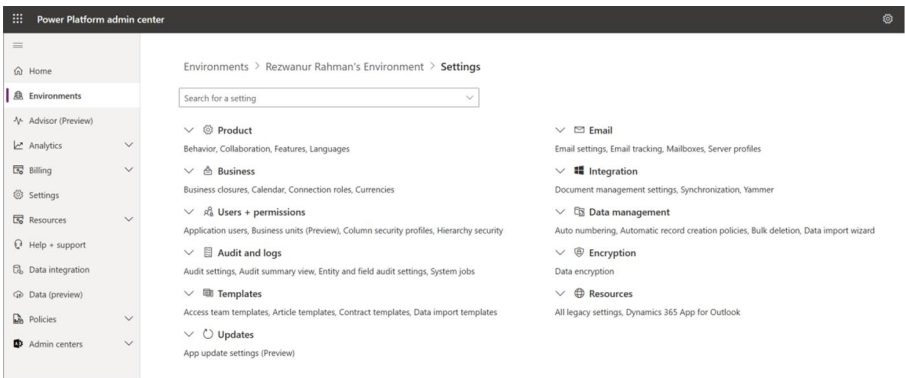 Power Platform admin center
Home
Environments
Advisor (Preview)
Analytics
Billing
Settings
Resources
Help + support
Data integration
Data (preview)
Policies
Admin centers
Environments > Rezwanur Rahman's Environment > Settings
Search for a setting
Product
Behavior, Collaboration, Features, Languages
Business
Business closures, Calendar, Connection roles, Currencies
Users + permissions
Application users, Business units (Preview), Column security profiles, Hierarchy security
Audit and logs
Audit settings, Audit summary view, Entity and field audit settings, System jobs
Templates
Access team templates, Article templates, Contract templates, Data import templates
Updates
App update settings (Preview)
Email
Email settings, Email tracking, Mailboxes, Server profiles
Integration
Document management settings, Synchronization, Yammer
Data management
Auto numbering, Automatic record creation policies, Bulk deletion, Data import wizard
Encryption
Data encryption
Resources
All legacy settings, Dynamics 365 App for Outlook